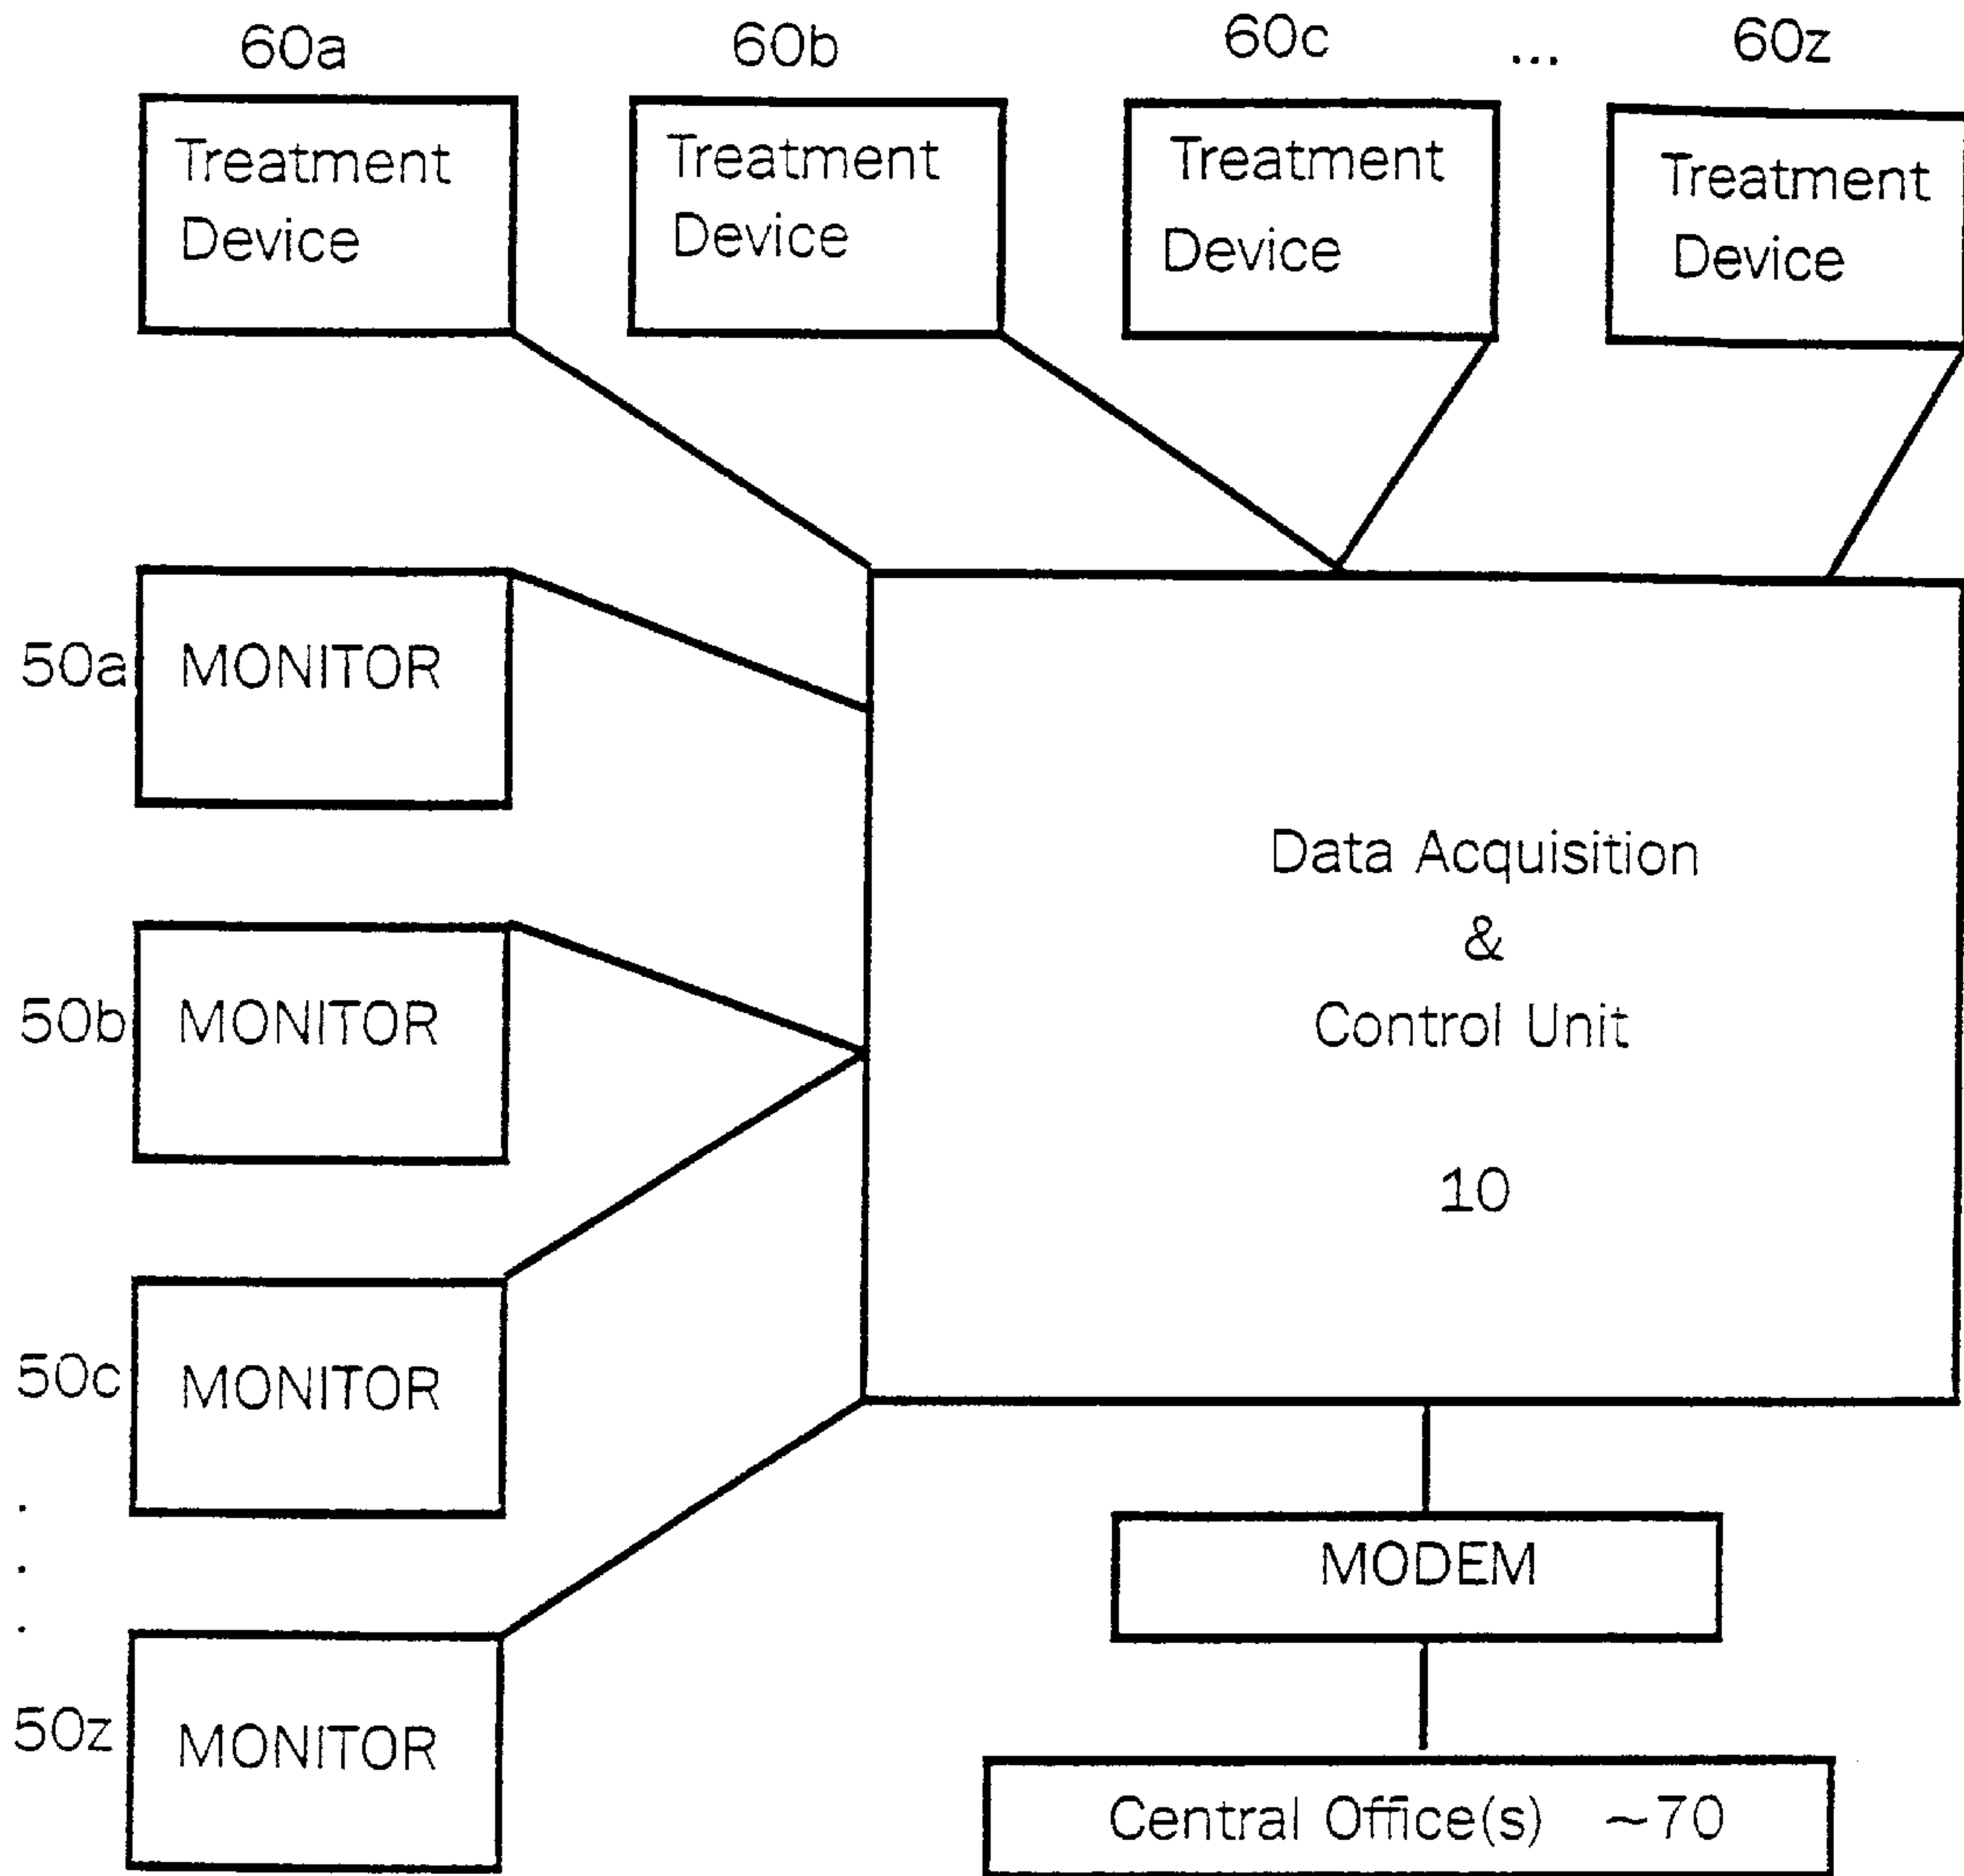 60a 60b 60c ... 60z
Treatment Device
Treatment Device
Treatment Device
Treatment Device
50a MONITOR
50b MONITOR
50c MONITOR
.
.
.
50z MONITOR
Data Acquisition
&
Control Unit
10
MODEM
Central Office(s) ~70